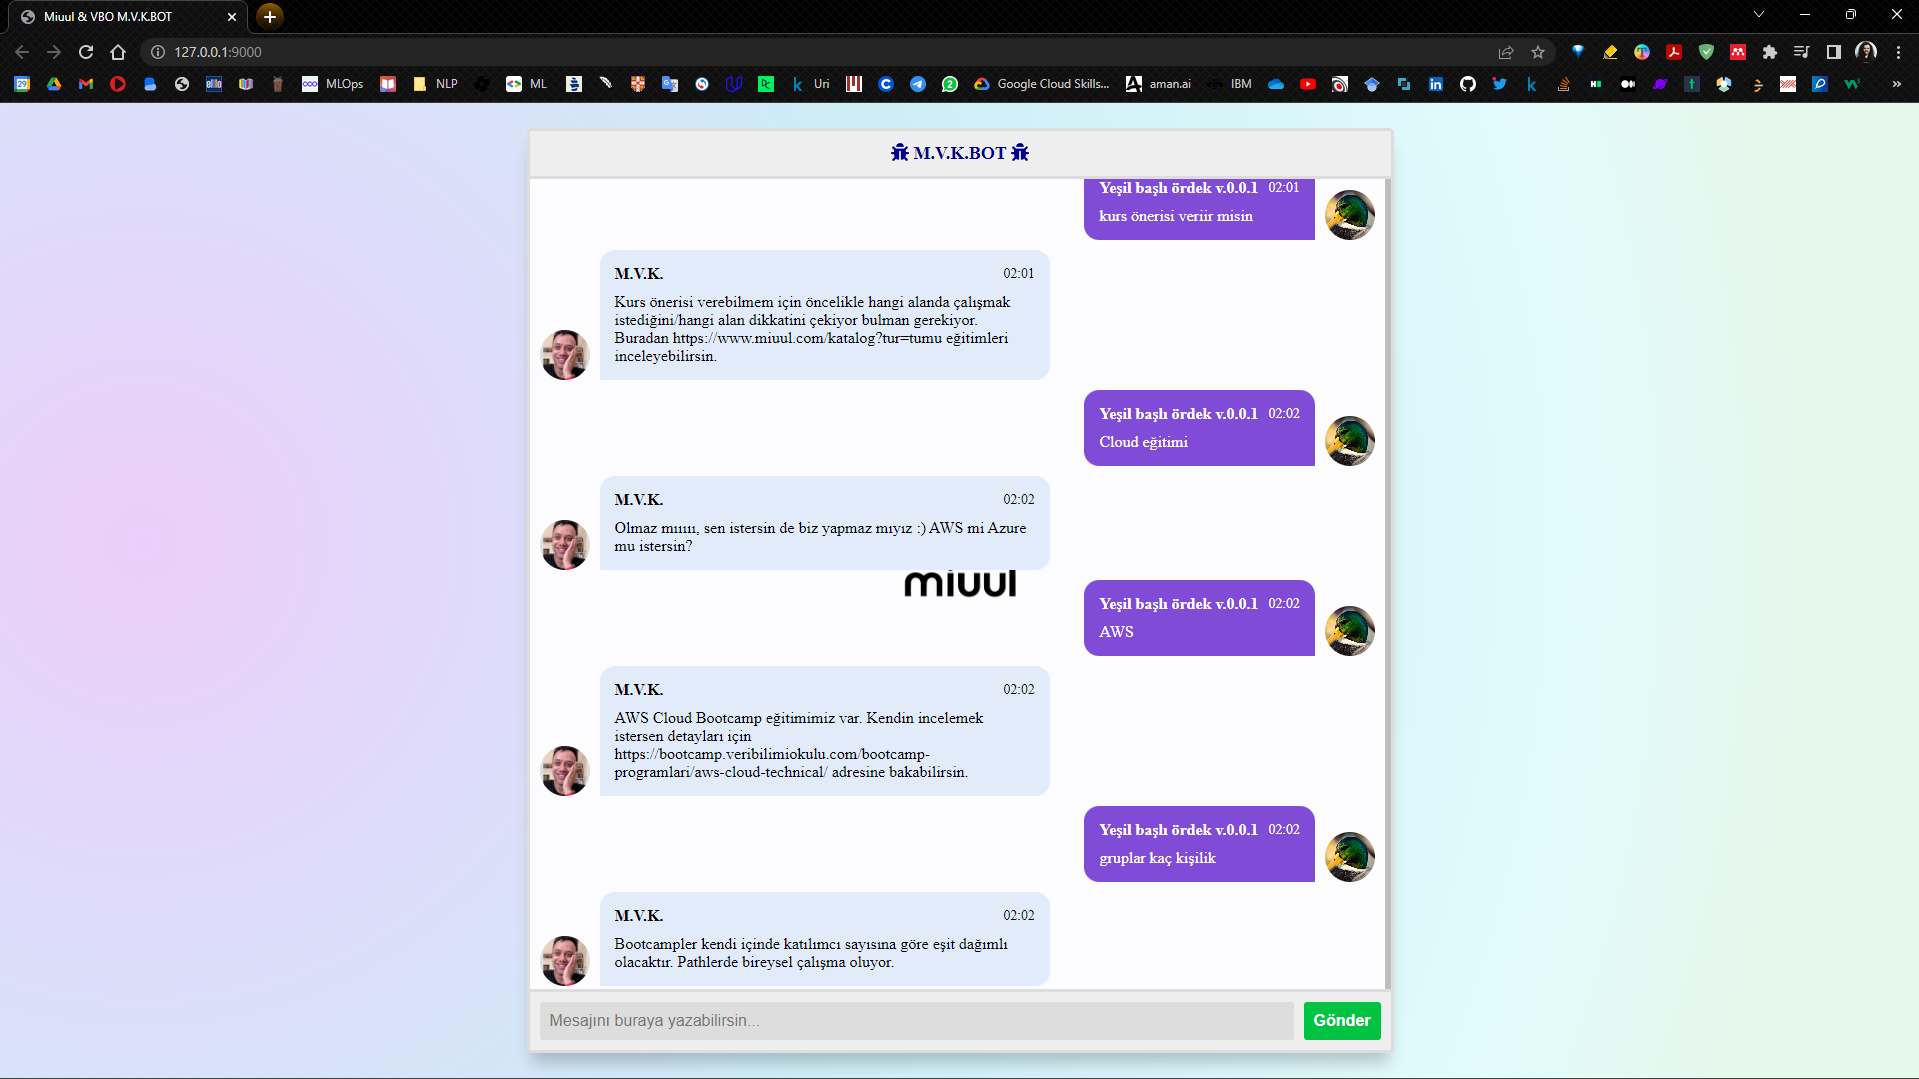 Miuul & VBO M.V.K.BOT
127.0.0.1:9000
MLOps NLP ML Uri Google Cloud Skills... aman.ai IBM
M.V.K.BOT
Yeşil başlı ördek v.0.0.1 02:01
kurs önerisi veriir misin
M.V.K. 02:01
Kurs önerisi verebilmem için öncelikle hangi alanda çalışmak
istediğini/hangi alan dikkatini çekiyor bulman gerekiyor.
Buradan https://www.miuul.com/katalog?tur=tumu eğitimleri
inceleyebilirsin.
Yeşil başlı ördek v.0.0.1 02:02
Cloud eğitimi
M.V.K. 02:02
Olmaz mıııı, sen istersin de biz yapmaz mıyız :) AWS mi Azure
mu istersin?
miuul
Yeşil başlı ördek v.0.0.1 02:02
AWS
M.V.K. 02:02
AWS Cloud Bootcamp eğitimimiz var. Kendin incelemek
istersen detayları için
https://bootcamp.veribilimiokulu.com/bootcamp-
programlari/aws-cloud-technical/ adresine bakabilirsin.
Yeşil başlı ördek v.0.0.1 02:02
gruplar kaç kişilik
M.V.K. 02:02
Bootcampler kendi içinde katılımcı sayısına göre eşit dağımlı
olacaktır. Pathlerde bireysel çalışma oluyor.
Mesajını buraya yazabilirsin...
Gönder